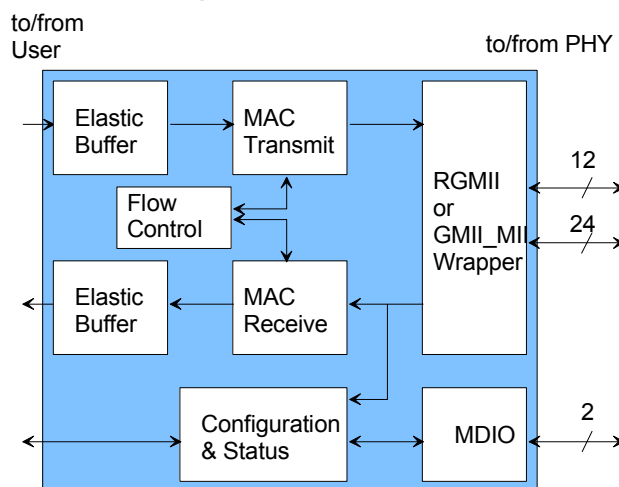 to/from
User
to/from PHY
Elastic
Buffer
MAC
Transmit
RGMII
or
GMII_MII
Wrapper
12
24
Flow
Control
Elastic
Buffer
MAC
Receive
Configuration
& Status
MDIO
2